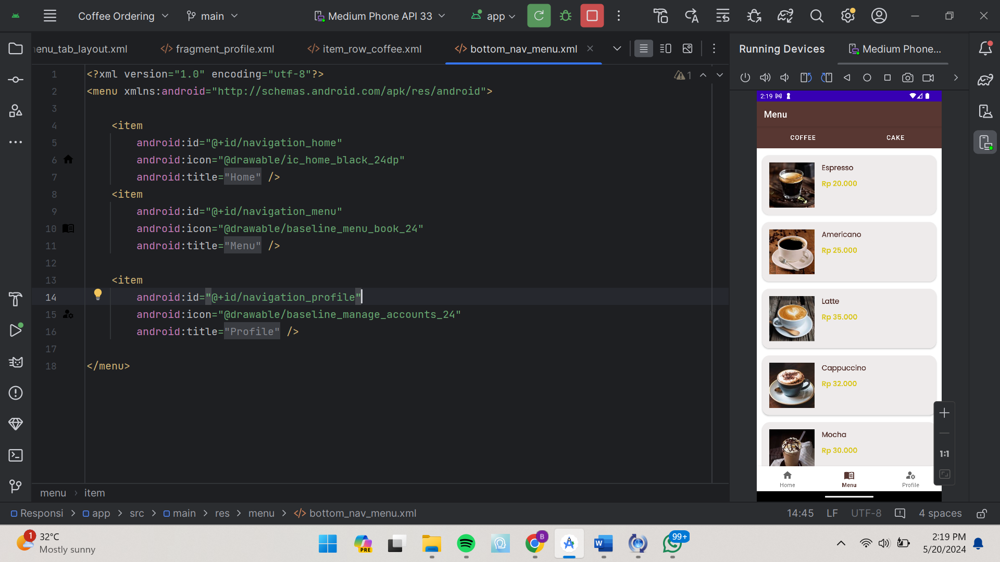 Coffee Ordering
main
Medium Phone API 33
app
enu_tab_layout.xml
</> fragment_profile.xml
</> item_row_coffee.xml
</> bottom_nav_menu.xml
Running Devices
Medium Phone...
1 <?xml version="1.0" encoding="utf-8"?>
1
2 <menu xmlns:android="http://schemas.android.com/apk/res/android">
3
4 <item
5 android:id="@+id/navigation_home"
6 android:icon="@drawable/ic_home_black_24dp"
7 android:title="Home" />
8 <item
9 android:id="@+id/navigation_menu"
10 android:icon="@drawable/baseline_menu_book_24"
11 android:title="Menu" />
12
13 <item
14 android:id="@+id/navigation_profile"
15 android:icon="@drawable/baseline_manage_accounts_24"
16 android:title="Profile" />
17
18 </menu>
2:19
Menu
COFFEE CAKE
Espresso
Rp 20.000
Americano
Rp 25.000
Latte
Rp 35.000
Cappuccino
Rp 32.000
Mocha
Rp 30.000
1:1
Home Menu Profile
menu > item
Responsi > app > src > main > res > menu > </> bottom_nav_menu.xml
14:45 LF UTF-8 4 spaces
1
32°C
Mostly sunny
PRE
B
W
99+
2:19 PM
5/20/2024